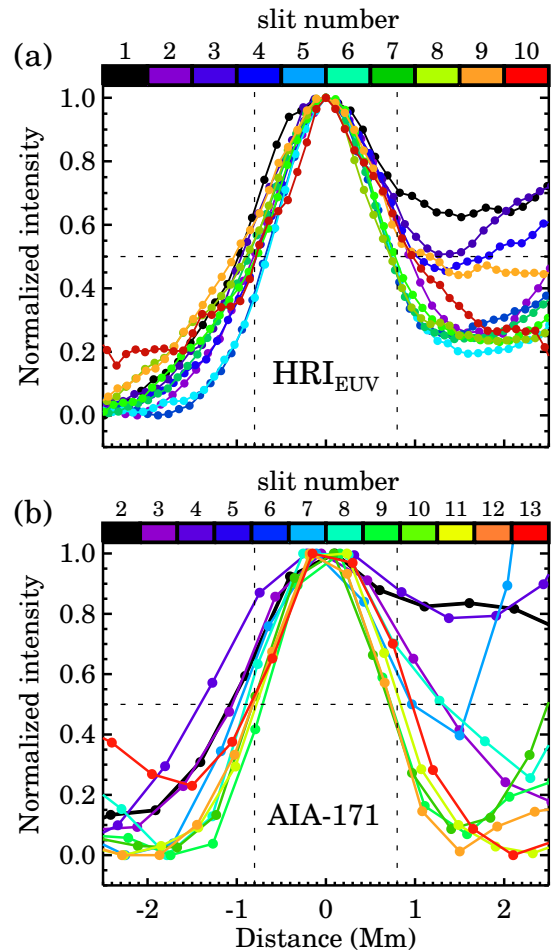 slit number
(a)
1 2 3 4 5 6 7 8 9 10
1.0
0.8
0.6
0.4
0.2
0.0
Normalized intensity
HRI_EUV
slit number
(b)
2 3 4 5 6 7 8 9 10 11 12 13
1.0
0.8
0.6
0.4
0.2
0.0
Normalized intensity
AIA-171
-2 -1 0 1 2
Distance (Mm)